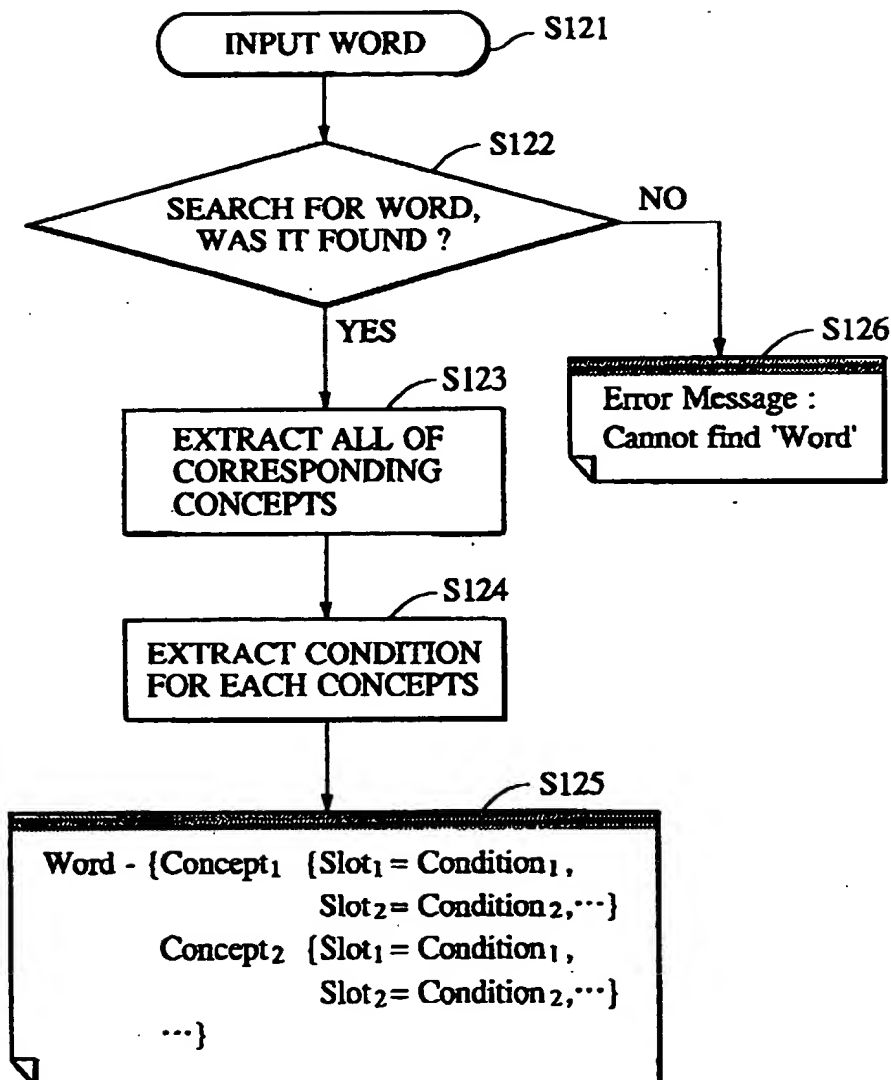 INPUT WORD
S121
S122
SEARCH FOR WORD,
WAS IT FOUND ?
NO
YES
S126
Error Message :
Cannot find 'Word'
S123
EXTRACT ALL OF
CORRESPONDING
CONCEPTS
S124
EXTRACT CONDITION
FOR EACH CONCEPTS
S125
Word - {Concept₁ {Slot₁ = Condition₁,
Slot₂ = Condition₂,···}
Concept₂ {Slot₁ = Condition₁,
Slot₂ = Condition₂,···}
···}